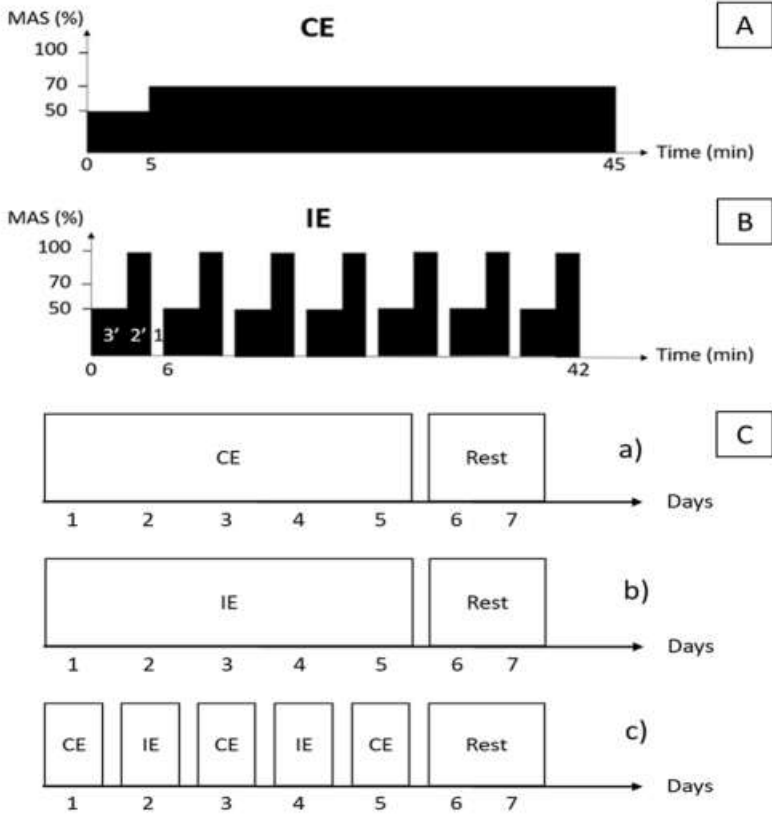 MAS (%)
CE
A
100
70
50
0 5 45 Time (min)
MAS (%)
IE
B
100
70
50
3’ 2’ 1
0 6 42 Time (min)
C
CE Rest a)
1 2 3 4 5 6 7 Days
IE Rest b)
1 2 3 4 5 6 7 Days
CE IE CE IE CE Rest c)
1 2 3 4 5 6 7 Days